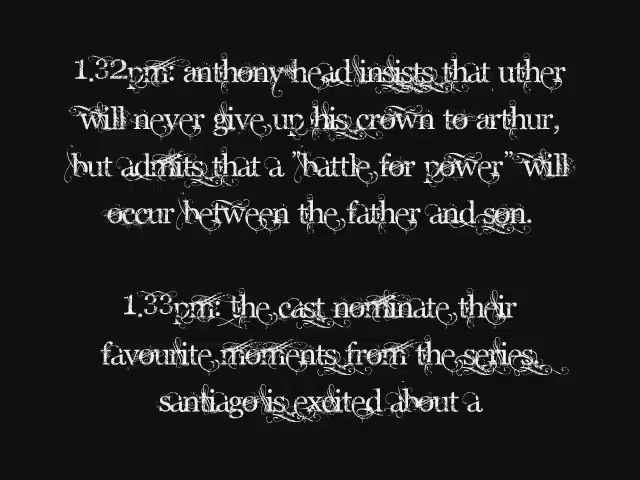 1.32pm: anthony head insists that uther
will never give up his crown to arthur,
but admits that a "battle for power" will
occur between the father and son.
1.33pm: the cast nominate their
favourite moments from the series.
santiago is excited about a